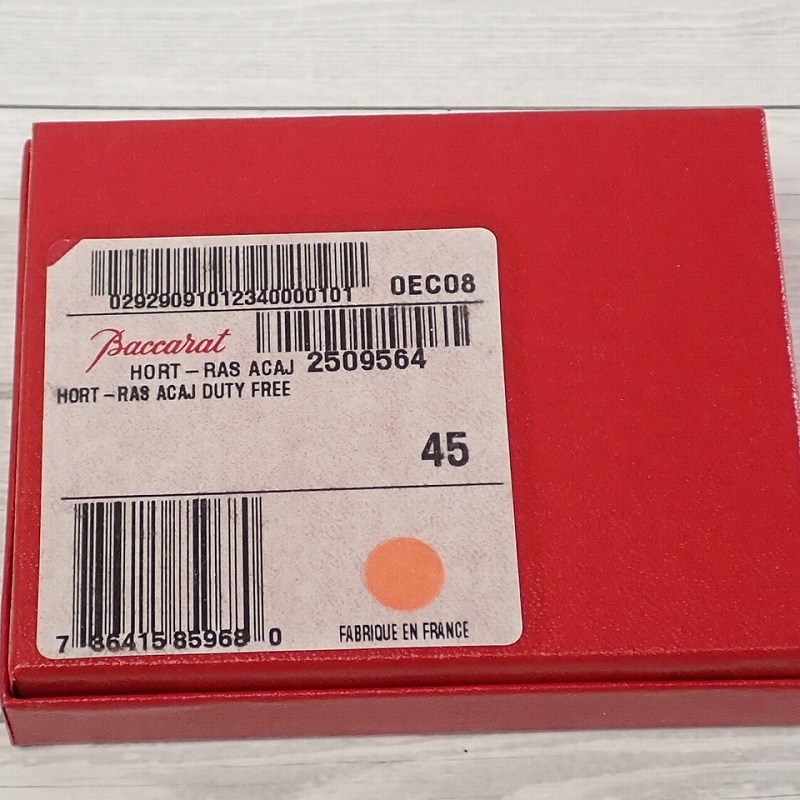 02929091012340000101
0EC08
Baccarat
HORT – RAS ACAJ 2509564
HORT – RAS ACAJ DUTY FREE
45
7 36415 85968 0
FABRIQUE EN FRANCE